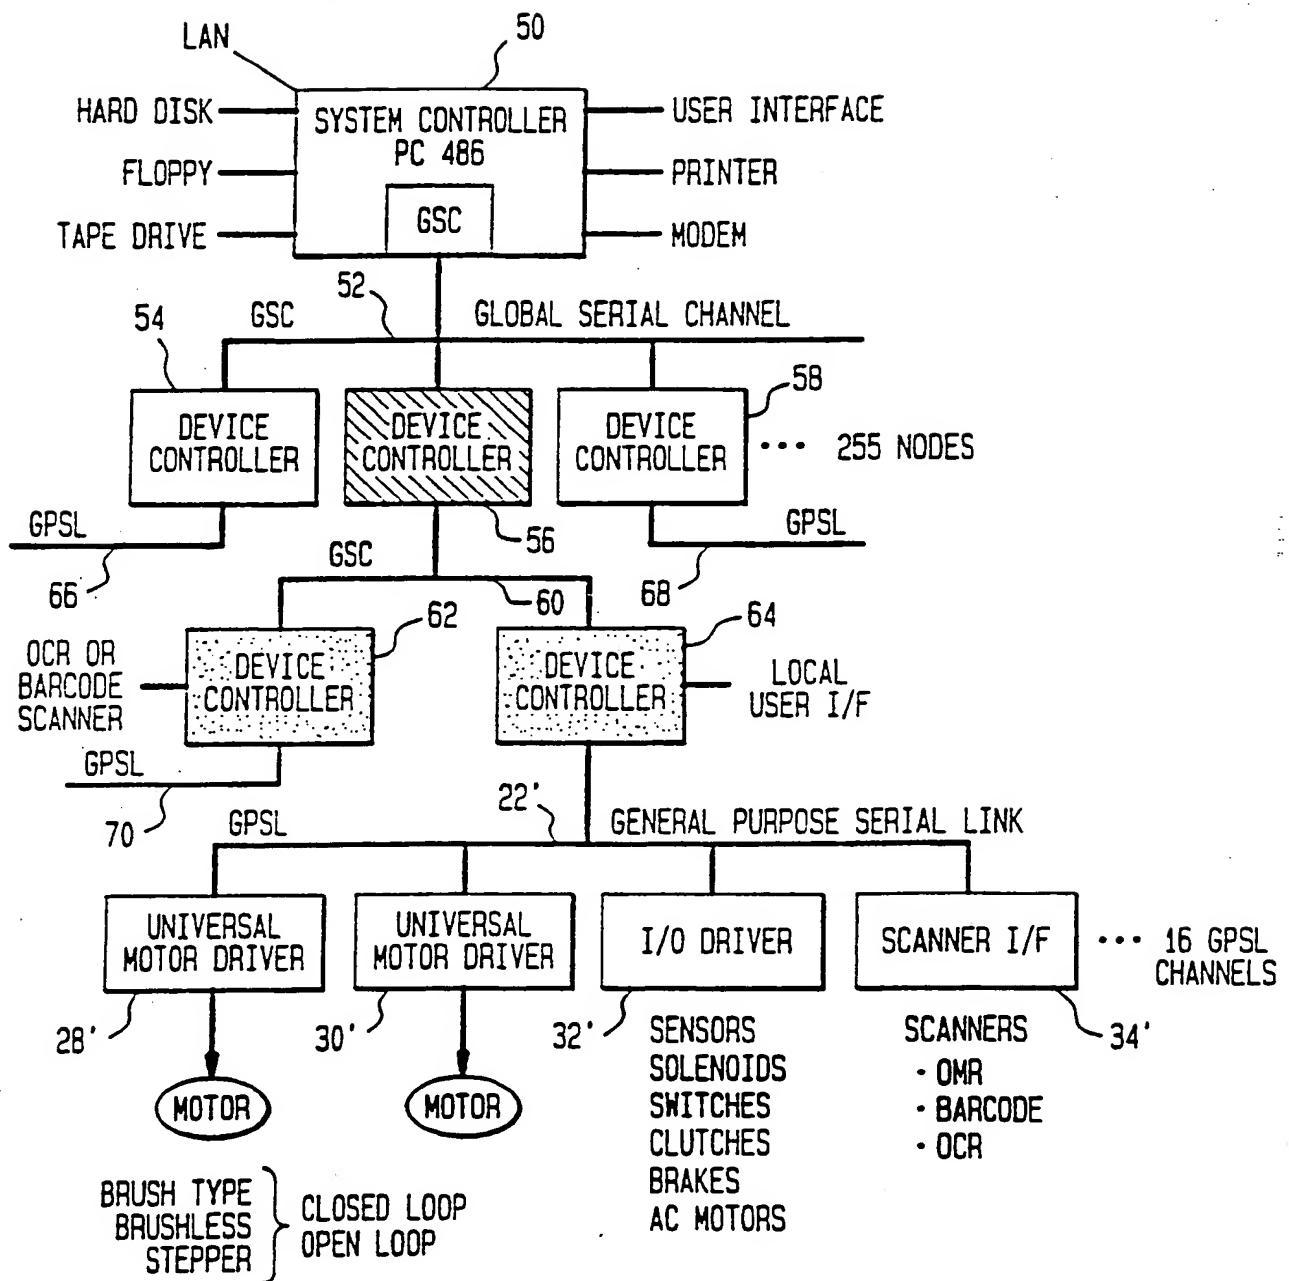 LAN
50
HARD DISK
SYSTEM CONTROLLER
PC 486
USER INTERFACE
FLOPPY
PRINTER
GSC
TAPE DRIVE
MODEM
52
54
GSC
GLOBAL SERIAL CHANNEL
58
DEVICE
CONTROLLER
DEVICE
CONTROLLER
DEVICE
CONTROLLER
••• 255 NODES
GPSL
GPSL
56
GSC
66
60
68
62
64
OCR OR
BARCODE
SCANNER
DEVICE
CONTROLLER
DEVICE
CONTROLLER
LOCAL
USER I/F
GPSL
70
22'
GPSL
GENERAL PURPOSE SERIAL LINK
UNIVERSAL
MOTOR DRIVER
UNIVERSAL
MOTOR DRIVER
I/O DRIVER
SCANNER I/F
••• 16 GPSL
CHANNELS
28'
30'
32'
34'
MOTOR
MOTOR
SENSORS
SOLENOIDS
SWITCHES
CLUTCHES
BRAKES
AC MOTORS
SCANNERS
• OMR
• BARCODE
• OCR
BRUSH TYPE
BRUSHLESS
STEPPER
CLOSED LOOP
OPEN LOOP